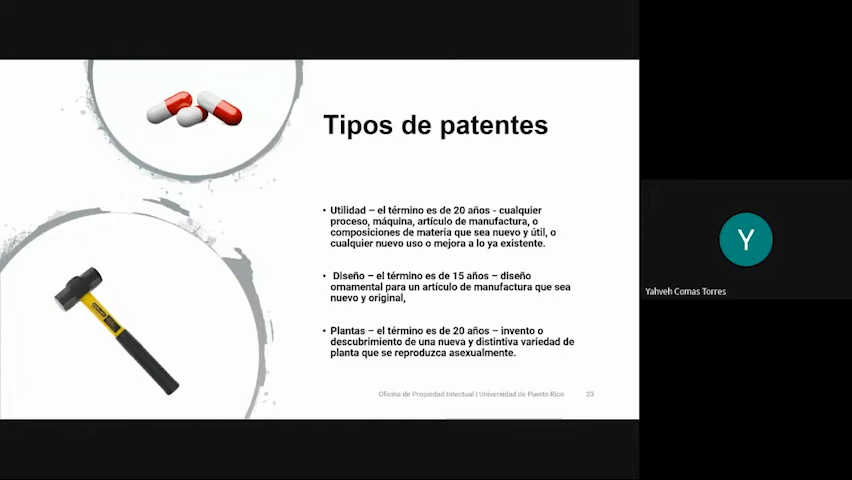 Tipos de patentes
• Utilidad – el término es de 20 años - cualquier
proceso, máquina, artículo de manufactura, o
composiciones de materia que sea nuevo y útil, o
cualquier nuevo uso o mejora a lo ya existente.
• Diseño – el término es de 15 años – diseño
ornamental para un artículo de manufactura que sea
nuevo y original,
• Plantas – el término es de 20 años – invento o
descubrimiento de una nueva y distintiva variedad de
planta que se reproduzca asexualmente.
Oficina de Propiedad Intectual | Universidad de Puerto Rico 23
Y
Yahveh Comas Torres